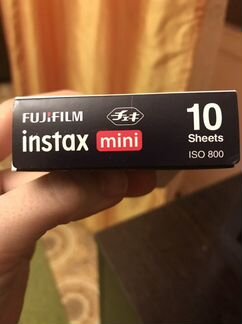 FUJIFILM
チェキ
instax mini
10
Sheets
ISO 800